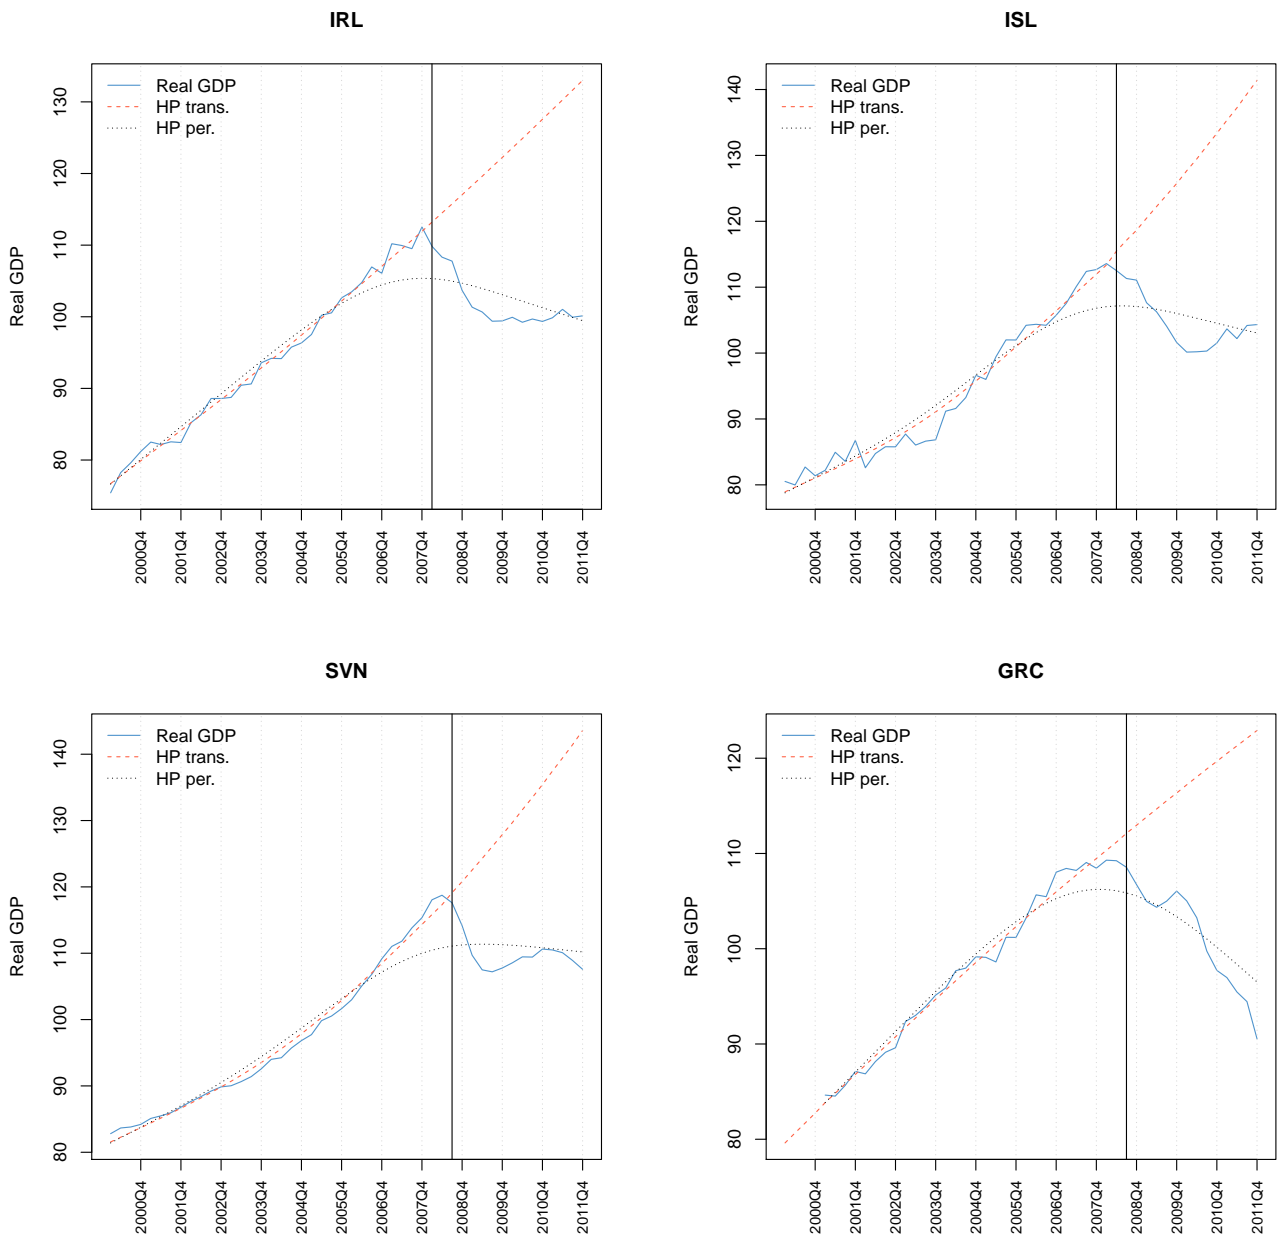 IRL
Real GDP
HP trans.
HP per.
Real GDP
80
90
100
110
120
130
2000Q4
2001Q4
2002Q4
2003Q4
2004Q4
2005Q4
2006Q4
2007Q4
2008Q4
2009Q4
2010Q4
2011Q4
ISL
Real GDP
HP trans.
HP per.
Real GDP
80
90
100
110
120
130
140
2000Q4
2001Q4
2002Q4
2003Q4
2004Q4
2005Q4
2006Q4
2007Q4
2008Q4
2009Q4
2010Q4
2011Q4
SVN
Real GDP
HP trans.
HP per.
Real GDP
80
90
100
110
120
130
140
2000Q4
2001Q4
2002Q4
2003Q4
2004Q4
2005Q4
2006Q4
2007Q4
2008Q4
2009Q4
2010Q4
2011Q4
GRC
Real GDP
HP trans.
HP per.
Real GDP
80
90
100
110
120
2000Q4
2001Q4
2002Q4
2003Q4
2004Q4
2005Q4
2006Q4
2007Q4
2008Q4
2009Q4
2010Q4
2011Q4